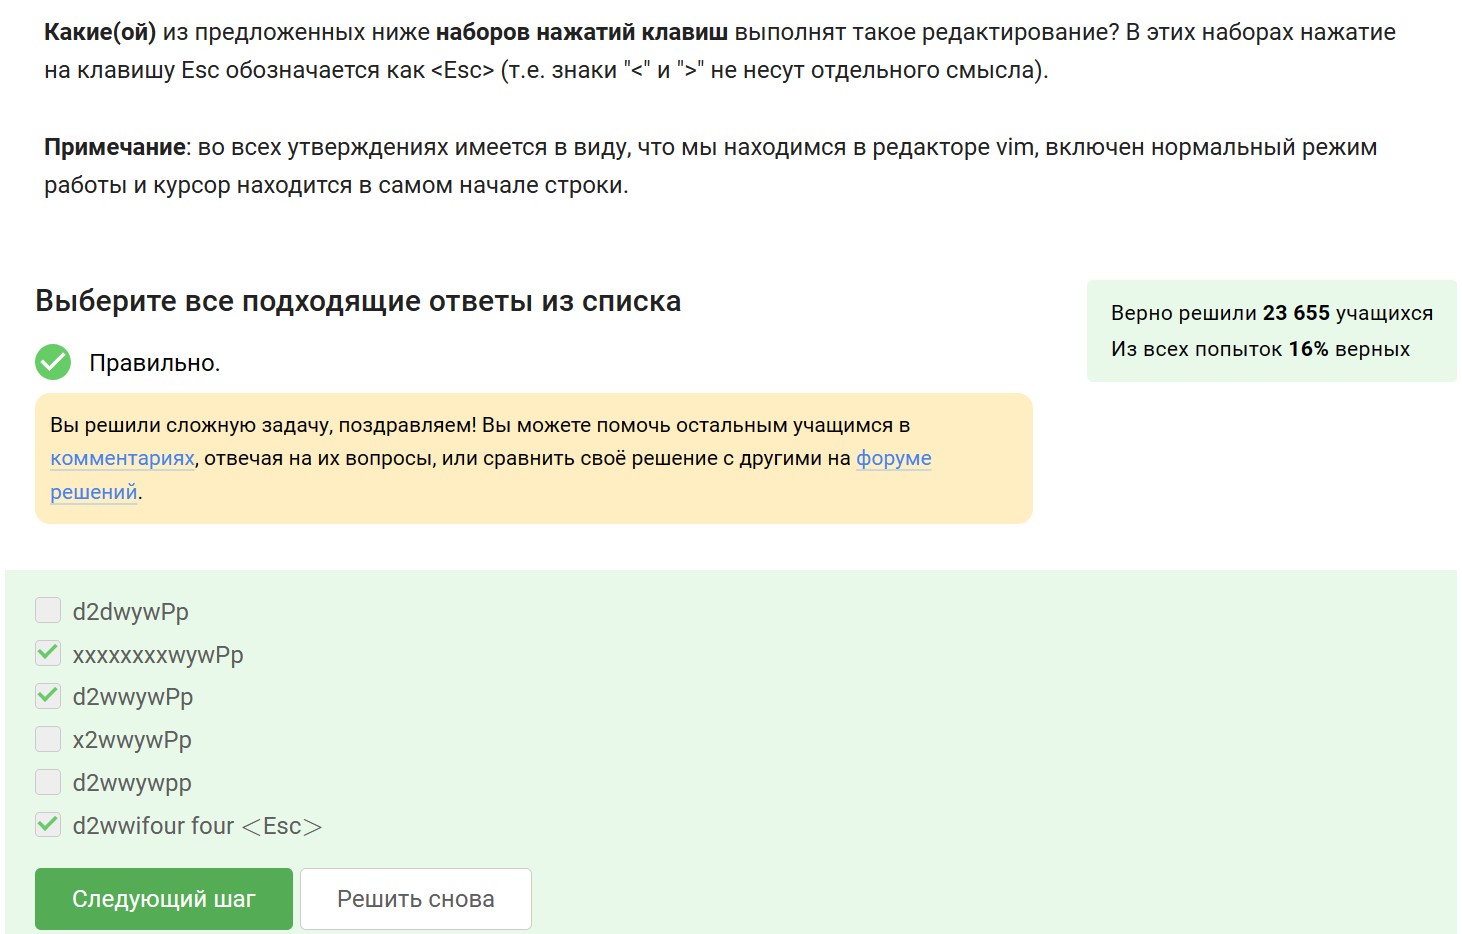 Какие(ой) из предложенных ниже наборов нажатий клавиш выполнят такое редактирование? В этих наборах нажатие
на клавишу Esc обозначается как <Esc> (т.е. знаки "<" и ">" не несут отдельного смысла).
Примечание: во всех утверждениях имеется в виду, что мы находимся в редакторе vim, включен нормальный режим
работы и курсор находится в самом начале строки.
Выберите все подходящие ответы из списка
Верно решили 23 655 учащихся
Из всех попыток 16% верных
Правильно.
Вы решили сложную задачу, поздравляем! Вы можете помочь остальным учащимся в
комментариях, отвечая на их вопросы, или сравнить своё решение с другими на форуме
решений.
d2dwywPp
xxxxxxxxwywPp
d2wwywPp
x2wwywPp
d2wwywpp
d2wwifour four <Esc>
Следующий шаг
Решить снова